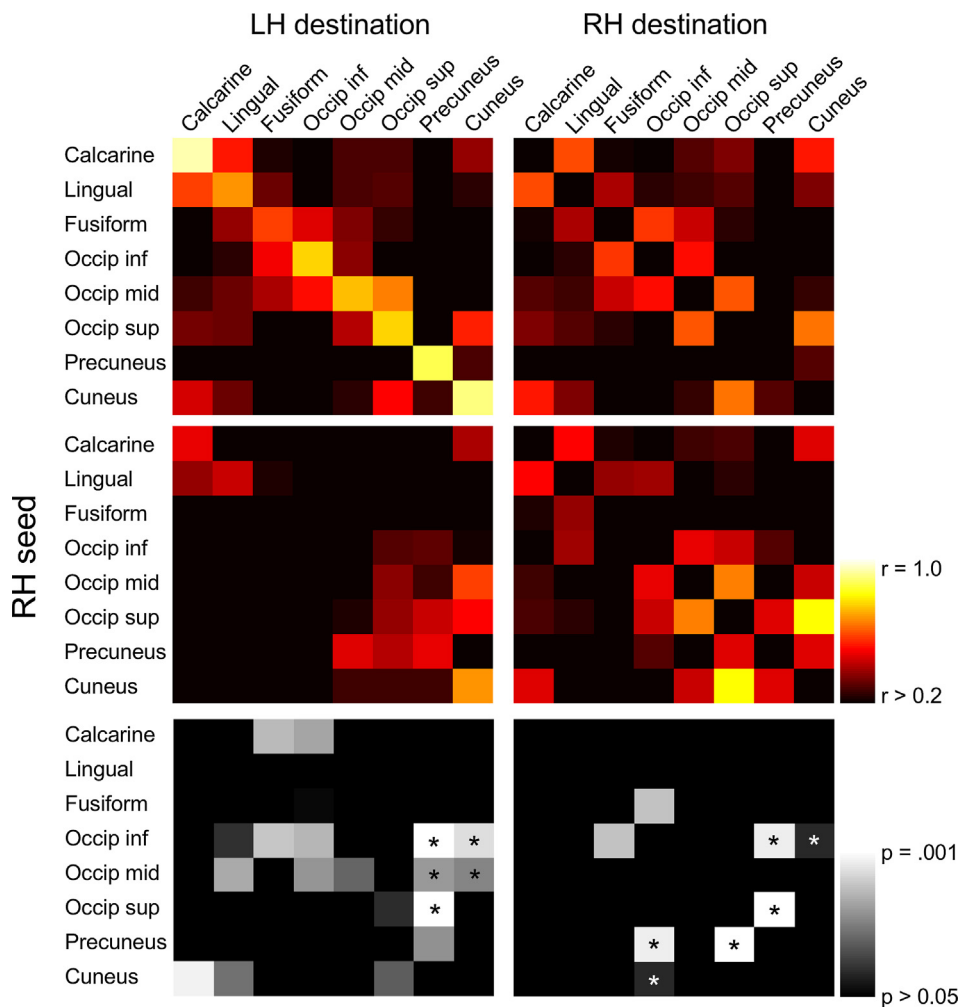 LH destination
RH destination
Calcarine
Lingual
Fusiform
Occip inf
Occip mid
Occip sup
Precuneus
Cuneus
Calcarine
Lingual
Fusiform
Occip inf
Occip mid
Occip sup
Precuneus
Cuneus
Calcarine
Lingual
Fusiform
Occip inf
Occip mid
Occip sup
Precuneus
Cuneus
RH seed
Calcarine
Lingual
Fusiform
Occip inf
Occip mid
Occip sup
Precuneus
Cuneus
r = 1.0
r > 0.2
Calcarine
Lingual
Fusiform
Occip inf
* * * *
Occip mid
* *
Occip sup
* *
Precuneus
* *
Cuneus
*
p = .001
p > 0.05